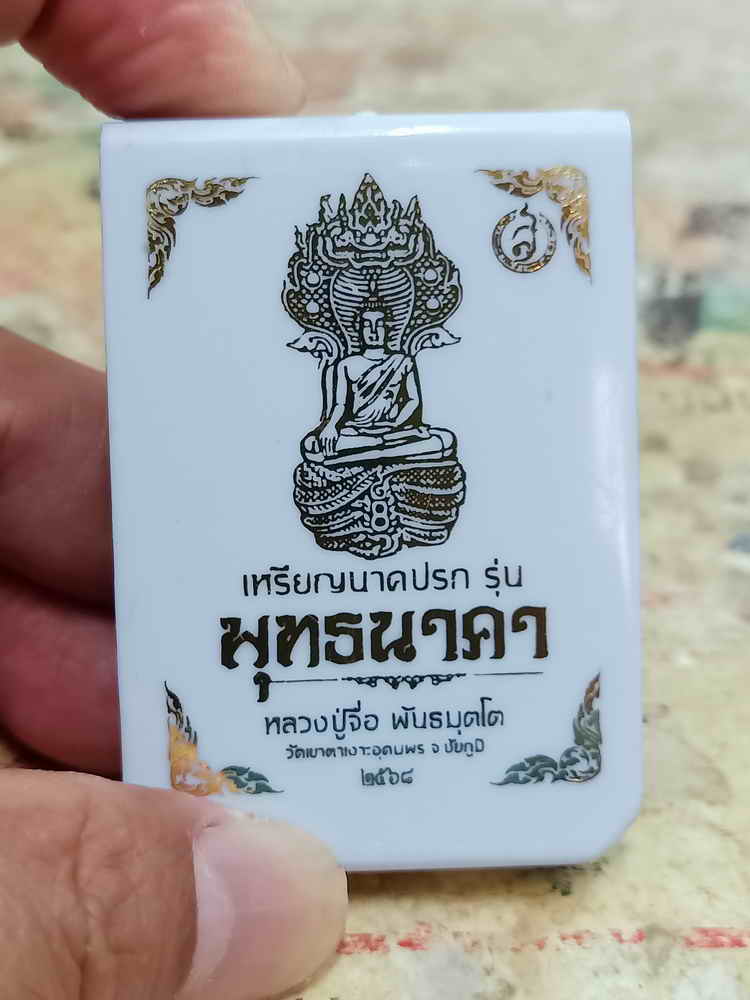 เหรียญนาคปรก รุ่น
พุทธนาคา
หลวงปู่จื่อ พันธมุตโต
วัดเขาตาเงาะอุดมพร จ.ชัยภูมิ
๒๕๖๘